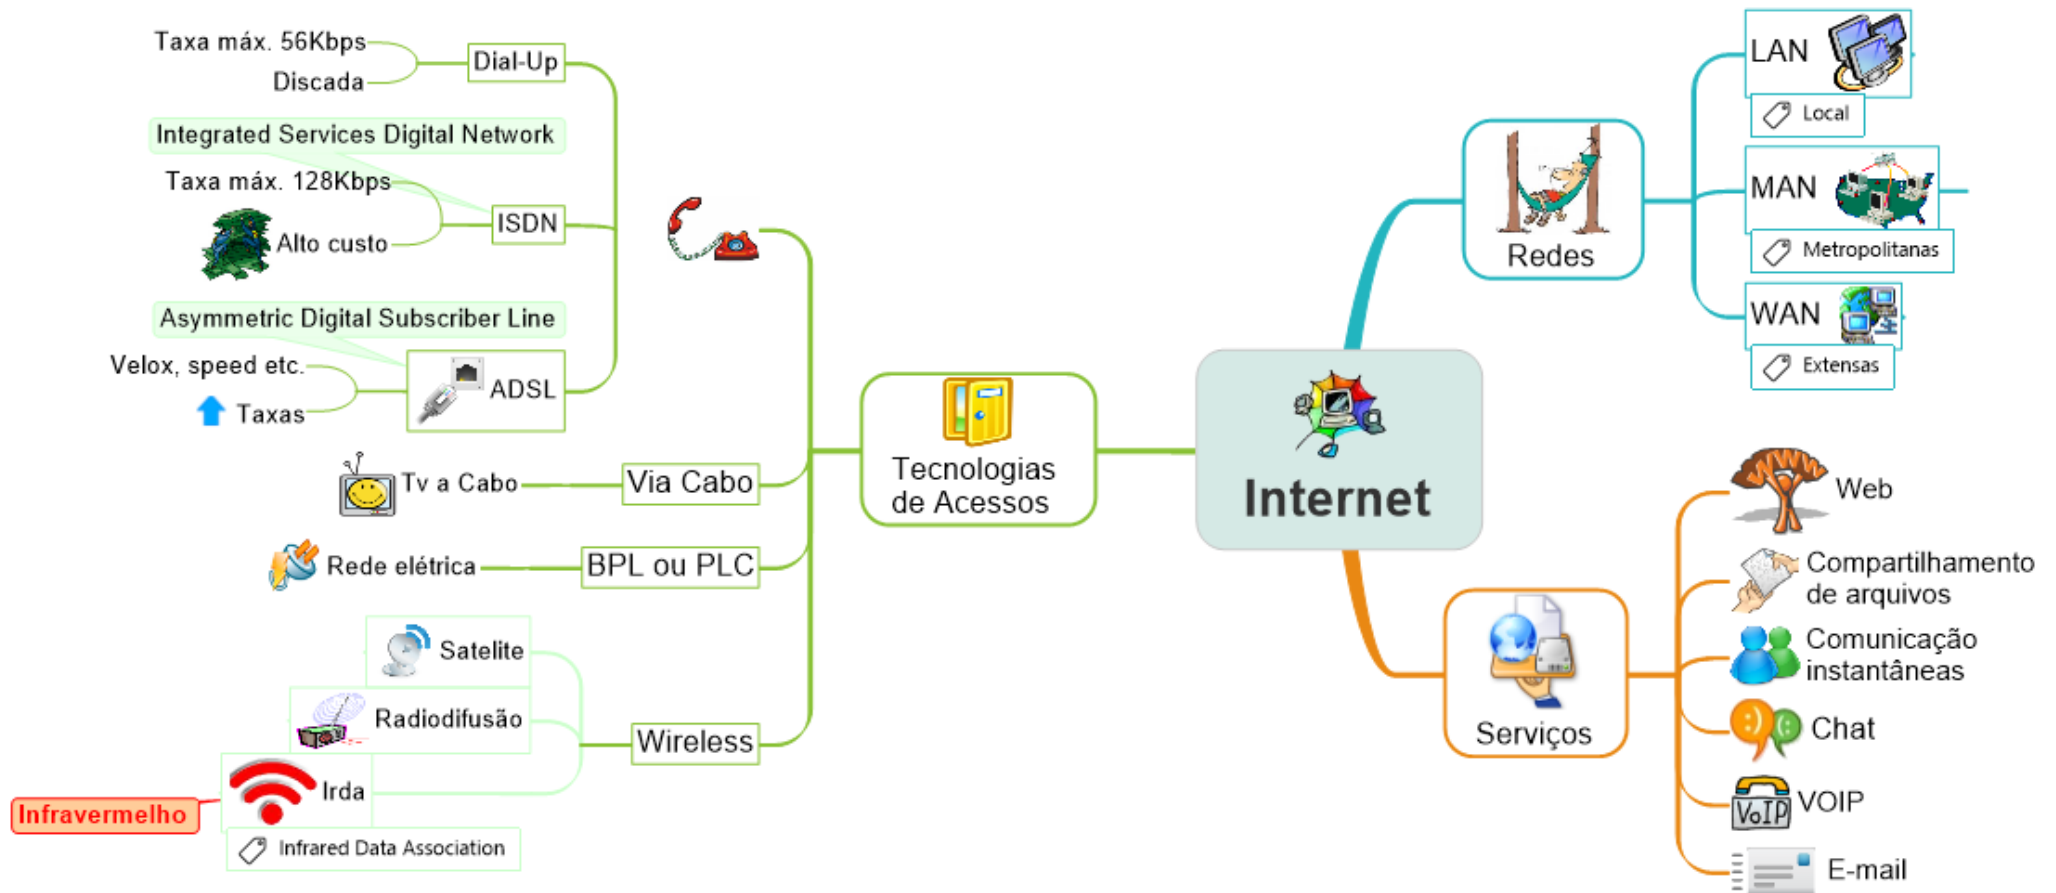 Taxa máx. 56Kbps
Discada
Dial-Up
Integrated Services Digital Network
Taxa máx. 128Kbps
Alto custo
ISDN
Asymmetric Digital Subscriber Line
Velox, speed etc.
Taxas
ADSL
Tv a Cabo
Via Cabo
Rede elétrica
BPL ou PLC
Satelite
Radiodifusão
Irda
Infravermelho
Infrared Data Association
Wireless
Tecnologias
de Acessos
Internet
Redes
LAN
Local
MAN
Metropolitanas
WAN
Extensas
Serviços
WWW
Web
Compartilhamento
de arquivos
Comunicação
instantâneas
Chat
VoIP
VOIP
E-mail